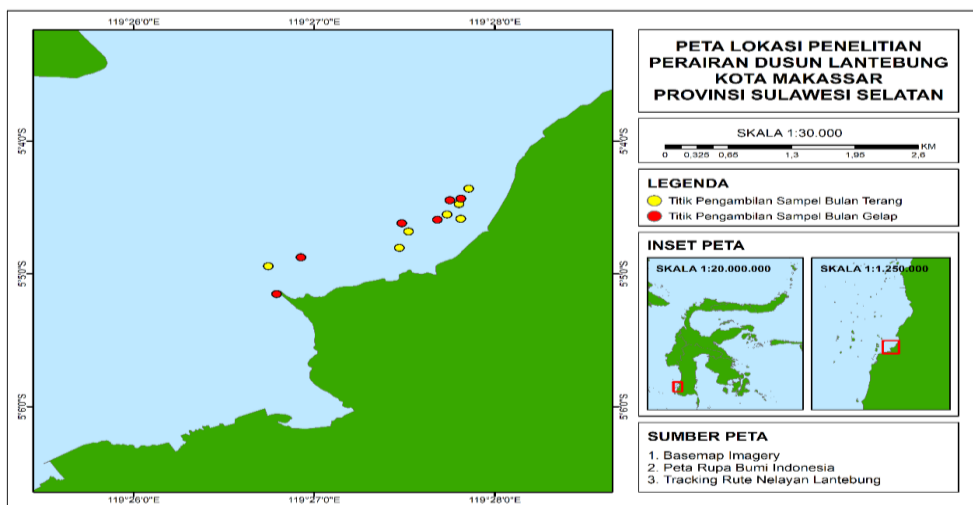 119°26'0"E 119°27'0"E 119°28'0"E
5°4'0"S 5°4'0"S
5°5'0"S 5°5'0"S
5°6'0"S 5°6'0"S
119°26'0"E 119°27'0"E 119°28'0"E
PETA LOKASI PENELITIAN
PERAIRAN DUSUN LANTEBUNG
KOTA MAKASSAR
PROVINSI SULAWESI SELATAN
SKALA 1:30.000
KM
0 0,325 0,65 1,3 1,95 2,6
LEGENDA
Titik Pengambilan Sampel Bulan Terang
Titik Pengambilan Sampel Bulan Gelap
INSET PETA
SKALA 1:20.000.000
SKALA 1:1.250.000
SUMBER PETA
1. Basemap Imagery
2. Peta Rupa Bumi Indonesia
3. Tracking Rute Nelayan Lantebung